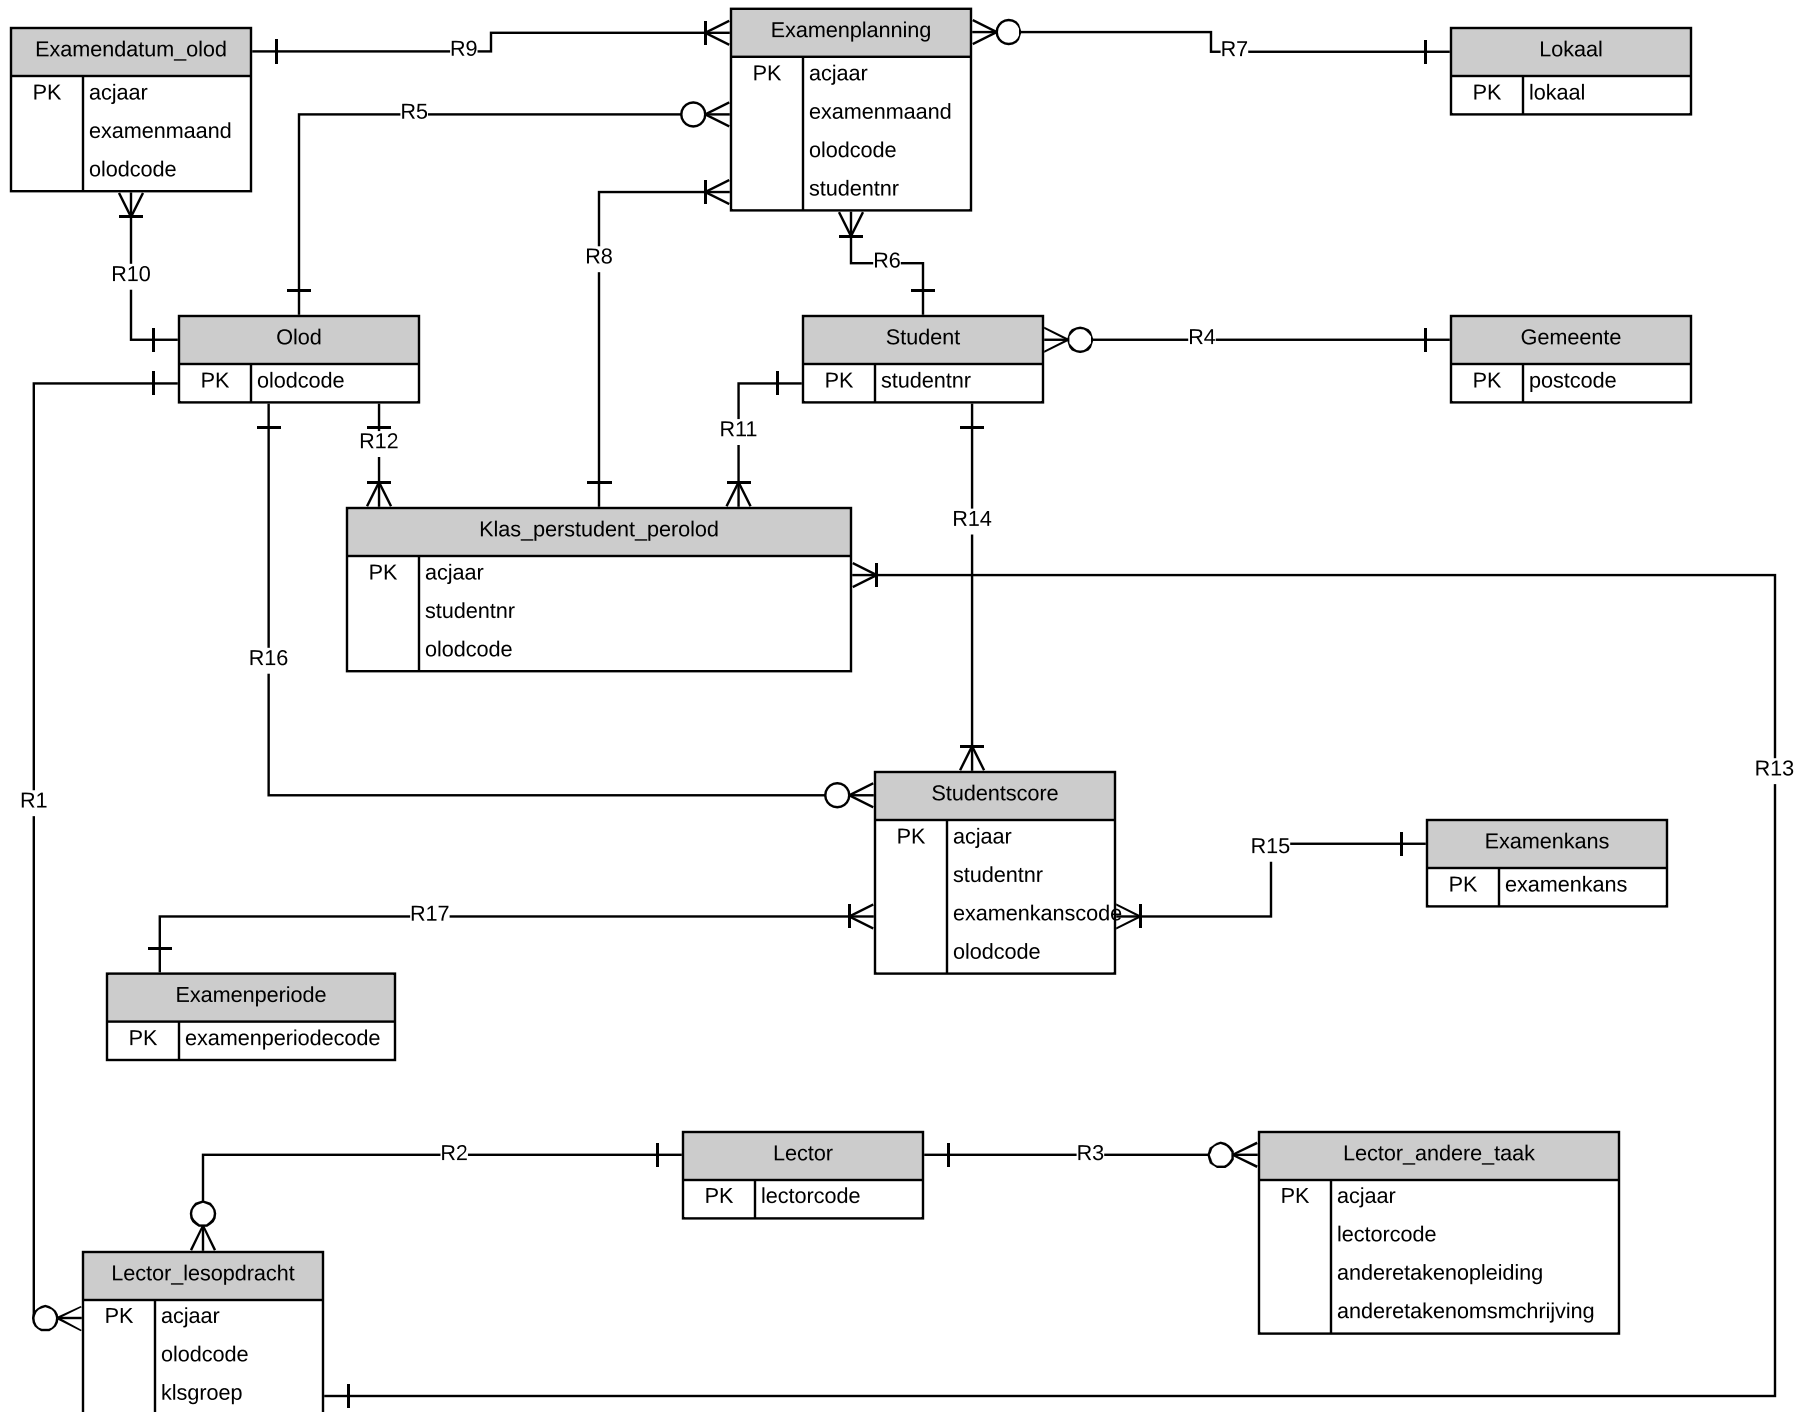 Examendatum_olod
PK acjaar
examenmaand
olodcode
R9
Examenplanning
PK acjaar
examenmaand
olodcode
studentnr
R7
Lokaal
PK lokaal
R5
R8
R6
R10
Olod
PK olodcode
Student
PK studentnr
R4
Gemeente
PK postcode
R12
R11
R14
Klas_perstudent_perolod
PK acjaar
studentnr
olodcode
R16
R13
R1
Studentscore
PK acjaar
studentnr
examenkanscode
olodcode
R15
Examenkans
PK examenkans
R17
Examenperiode
PK examenperiodecode
R2
Lector
PK lectorcode
R3
Lector_andere_taak
PK acjaar
lectorcode
anderetakenopleiding
anderetakenomsmchrijving
Lector_lesopdracht
PK acjaar
olodcode
klsgroep